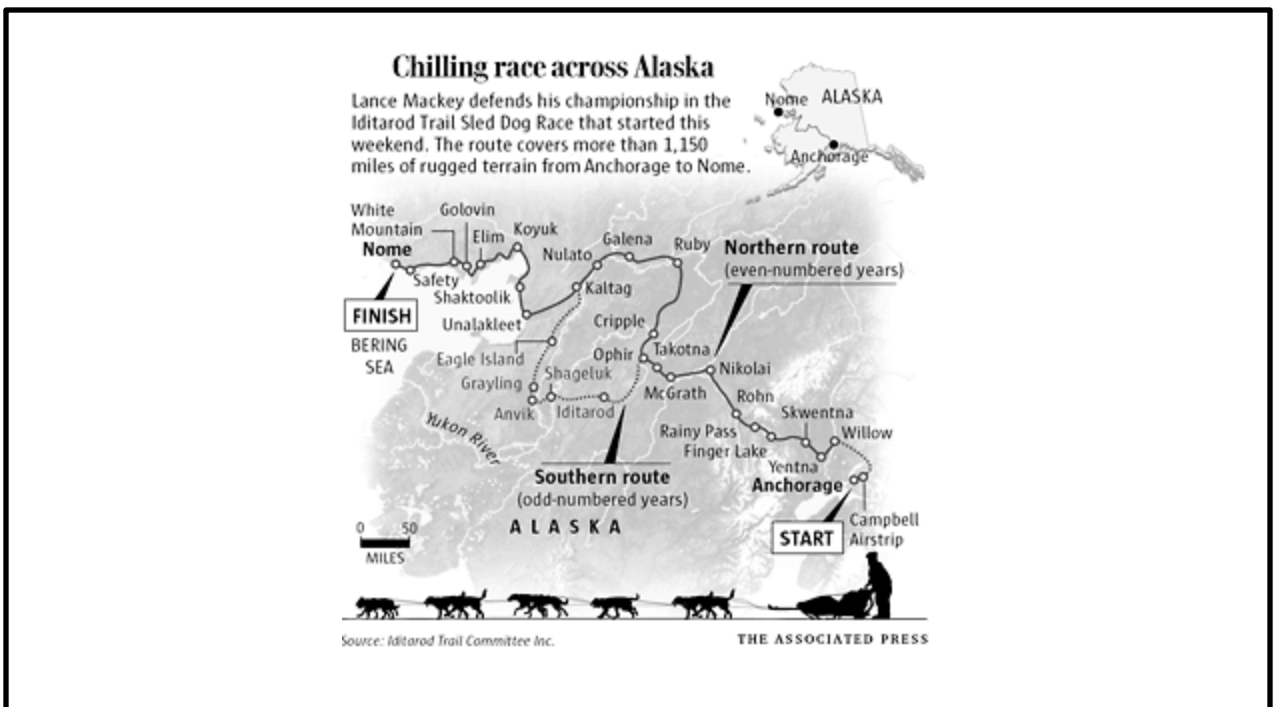 Chilling race across Alaska
Lance Mackey defends his championship in the
Iditarod Trail Sled Dog Race that started this
weekend. The route covers more than 1,150
miles of rugged terrain from Anchorage to Nome.
Nome
ALASKA
Anchorage
White
Mountain
Golovin
Nome
Elim
Koyuk
Safety
Shaktoolik
Unalakleet
FINISH
BERING
SEA
Nulato
Galena
Ruby
Kaltag
Northern route
(even-numbered years)
Cripple
Ophir
Takotna
Eagle Island
Grayling
Shageluk
Anvik
Iditarod
McGrath
Nikolai
Rohn
Skwentna
Rainy Pass
Finger Lake
Willow
Yentna
Yukon River
Southern route
(odd-numbered years)
ALASKA
Anchorage
START
Campbell
Airstrip
0 50
MILES
Source: Iditarod Trail Committee Inc.
THE ASSOCIATED PRESS